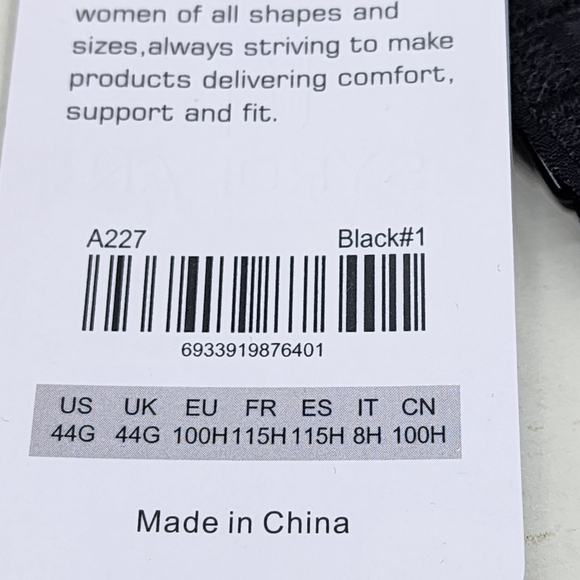 women of all shapes and
sizes,always striving to make
products delivering comfort,
support and fit.
A227 Black#1
6933919876401
US UK EU FR ES IT CN
44G 44G 100H 115H 115H 8H 100H
Made in China